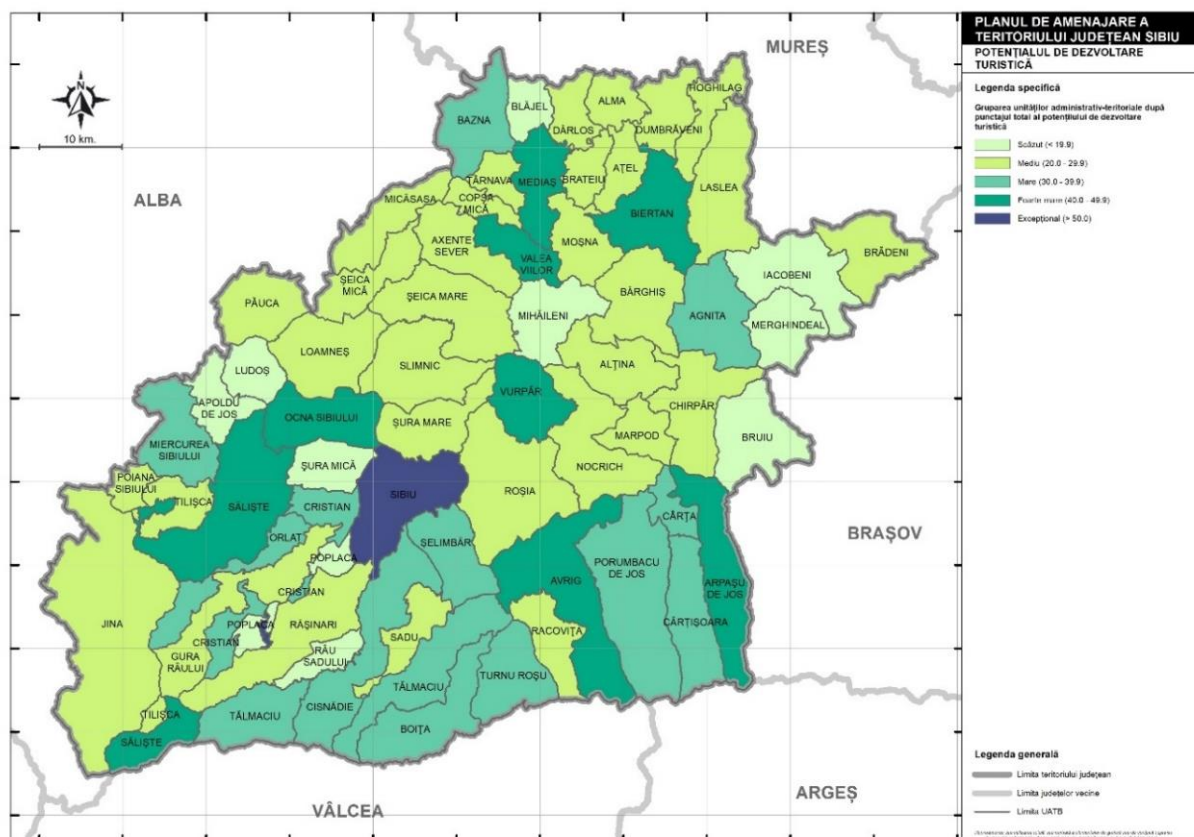 PLANUL DE AMENAJARE A
TERITORIULUI JUDEȚEAN SIBIU
POTENȚIALUL DE DEZVOLTARE
TURISTICĂ
Legenda specifică
Gruparea unităților administrativ-teritoriale după
punctajul total al potențialului de dezvoltare
turistică
Scăzut (< 19.9)
Mediu (20.0 - 29.9)
Mare (30.0 - 39.9)
Foarte mare (40.0 - 49.9)
Excepțional (> 50.0)
N
10 km.
MUREȘ
ALBA
BRAȘOV
ARGEȘ
VÂLCEA
HOGHILAG
BLĂJEL
ALMA
BAZNA
DÂRLOS
DUMBRĂVENI
TÂRNAVA
MEDIAȘ
BRATEIU
AȚEL
LASLEA
MICĂSASA
COPȘA
MICĂ
BIERTAN
AXENTE
SEVER
MOȘNA
VALEA
VIILOR
BRĂDENI
IACOBENI
ȘEICA
MICĂ
ȘEICA MARE
BÂRGHIȘ
PĂUCA
MIHĂILENI
AGNITA
MERGHINDEAL
LOAMNEȘ
SLIMNIC
ALȚINA
LUDOȘ
VURPĂR
APOLDU
DE JOS
CHIRPĂR
OCNA SIBIULUI
ȘURA MARE
MARPOD
BRUIU
MIERCUREA
SIBIULUI
ȘURA MICĂ
NOCRICH
POIANA
SIBIULUI
TILIȘCA
SIBIU
ROȘIA
SĂLIȘTE
CRISTIAN
CÂRȚA
ORLAT
ȘELIMBĂR
POPLACA
PORUMBACU
DE JOS
AVRIG
ARPAȘU
DE JOS
CRISTIAN
JINA
POPLACA
RĂȘINARI
CÂRȚIȘOARA
RACOVIȚA
CRISTIAN
SADU
GURA
RÂULUI
RÂU
SADULUI
TURNU ROȘU
TĂLMACIU
CISNĂDIE
TILIȘCA
TĂLMACIU
BOIȚA
SĂLIȘTE
Legenda generală
Limita teritoriului județean
Limita județelor vecine
Limita UATB